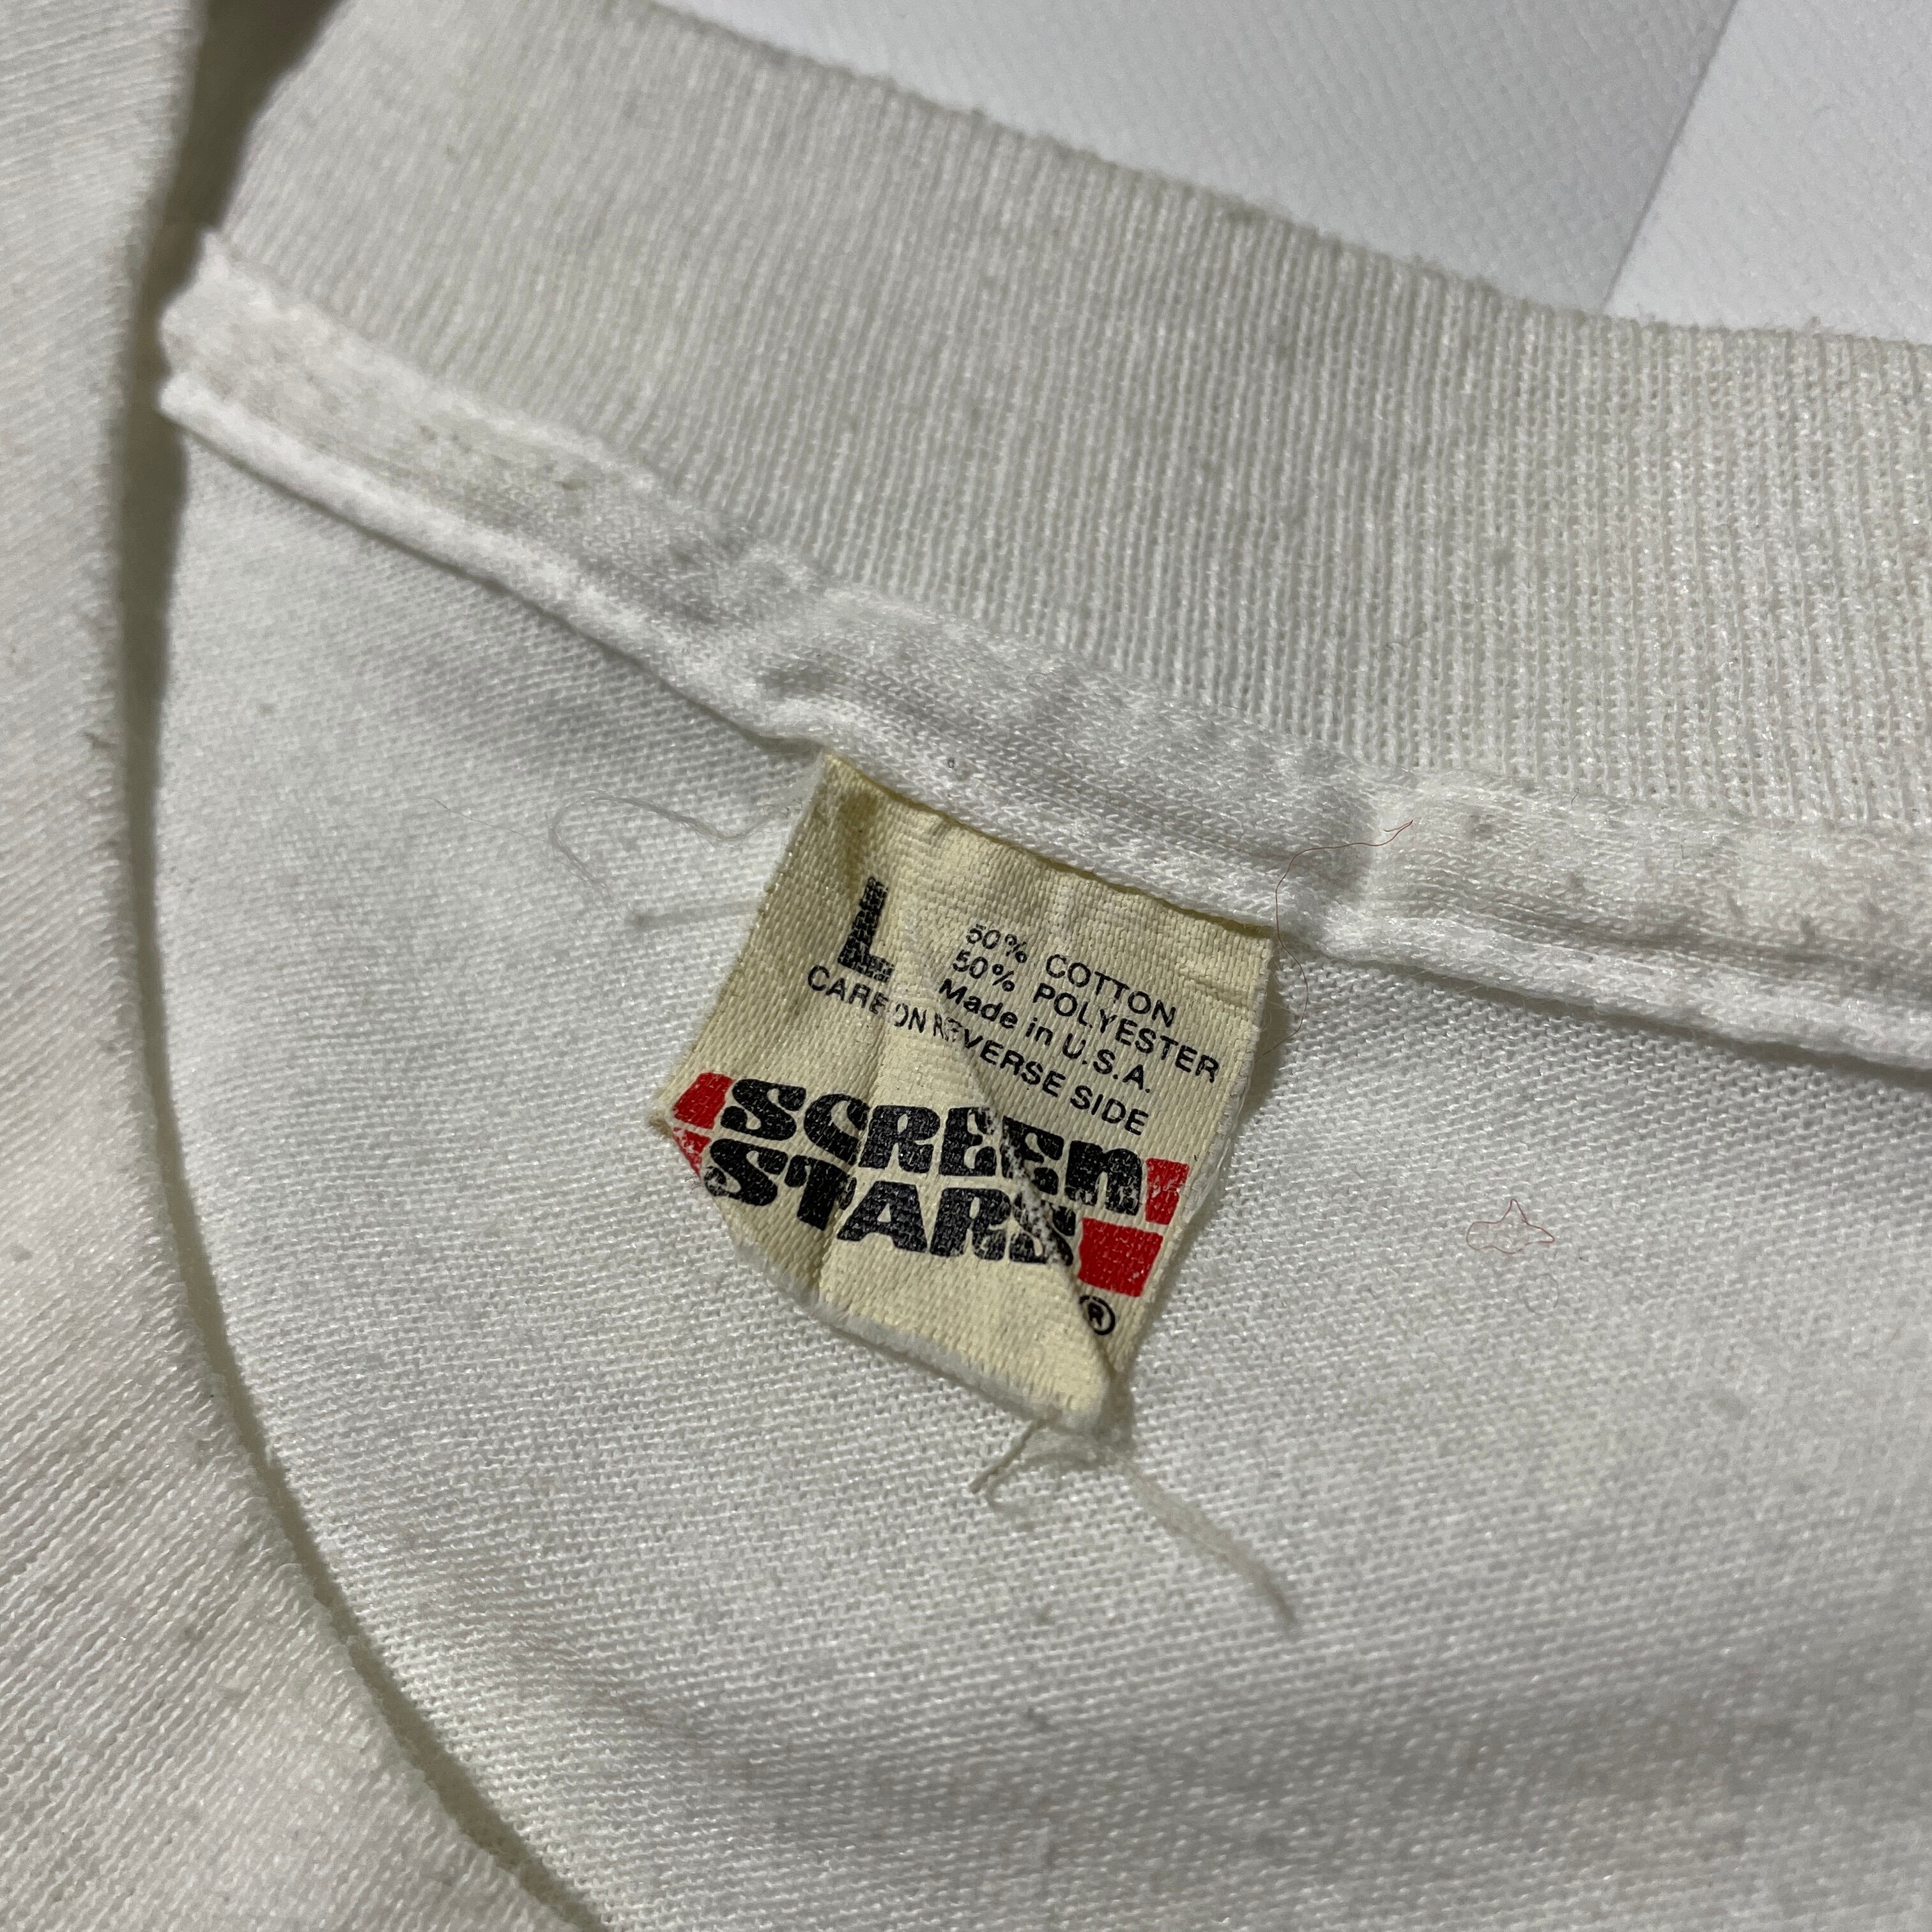 L
50% COTTON
50% POLYESTER
Made in U.S.A.
CARE ON REVERSE SIDE
SCREEN
STARS
®